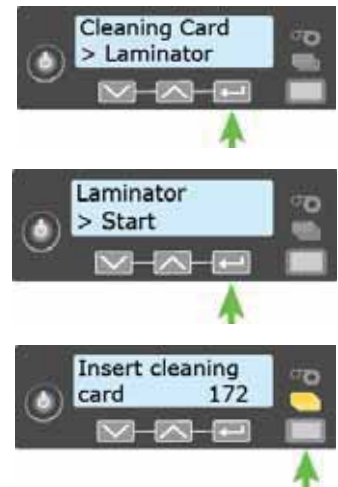 Cleaning Card
> Laminator
Laminator
> Start
Insert cleaning
card 172